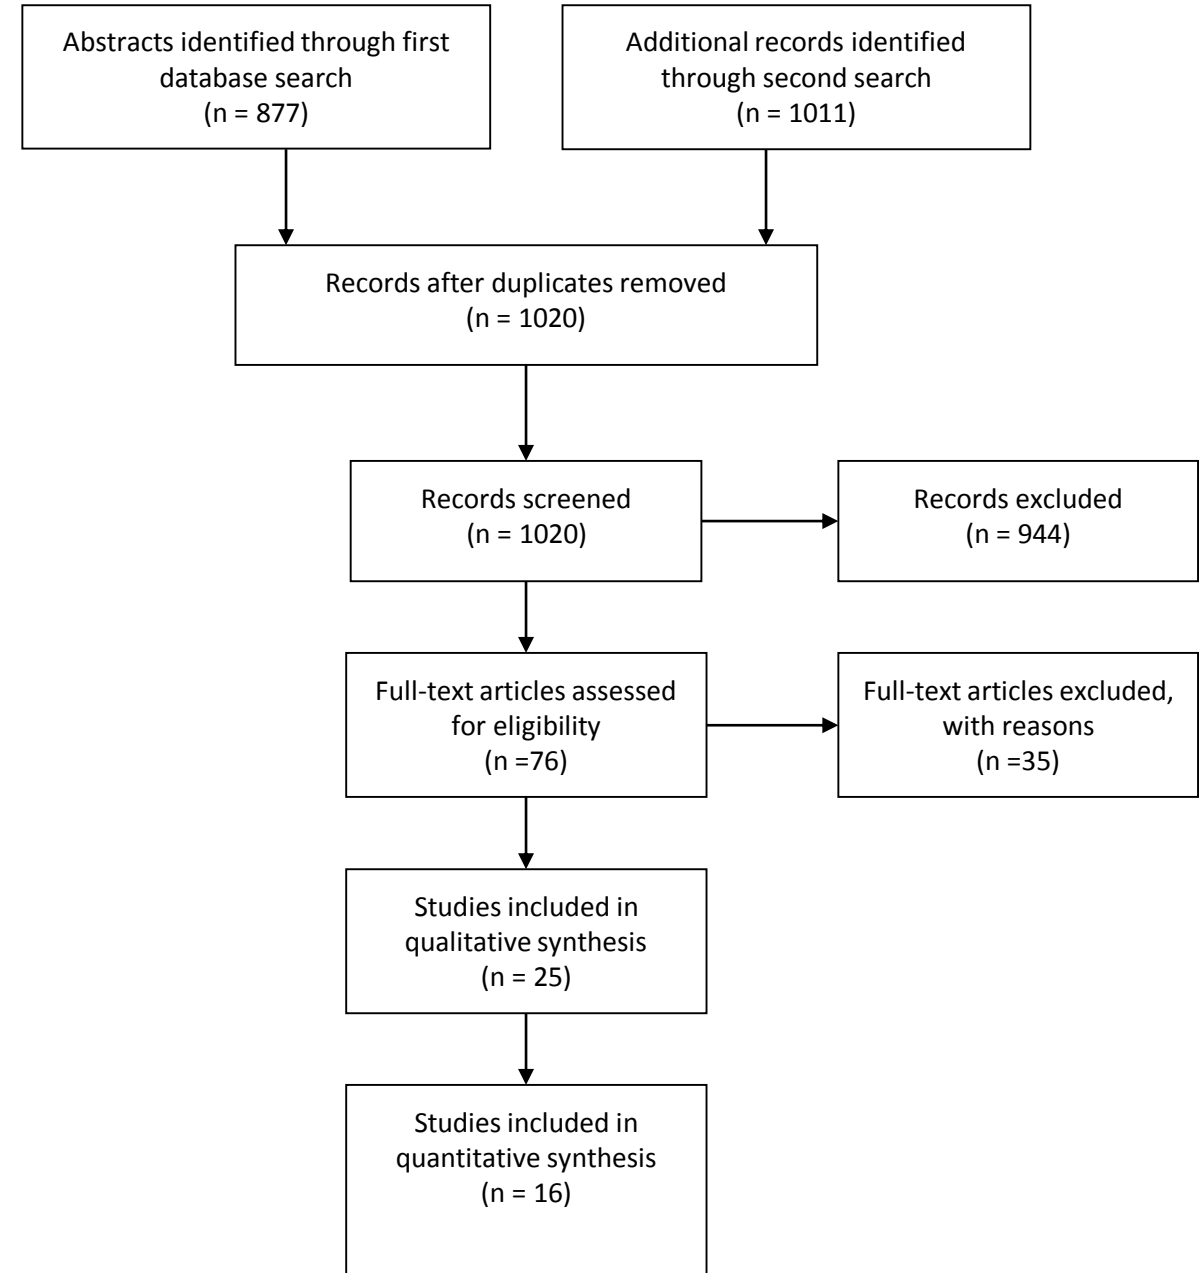 Abstracts identified through first
database search
(n = 877)
Additional records identified
through second search
(n = 1011)
Records after duplicates removed
(n = 1020)
Records screened
(n = 1020)
Records excluded
(n = 944)
Full-text articles assessed
for eligibility
(n =76)
Full-text articles excluded,
with reasons
(n =35)
Studies included in
qualitative synthesis
(n = 25)
Studies included in
quantitative synthesis
(n = 16)